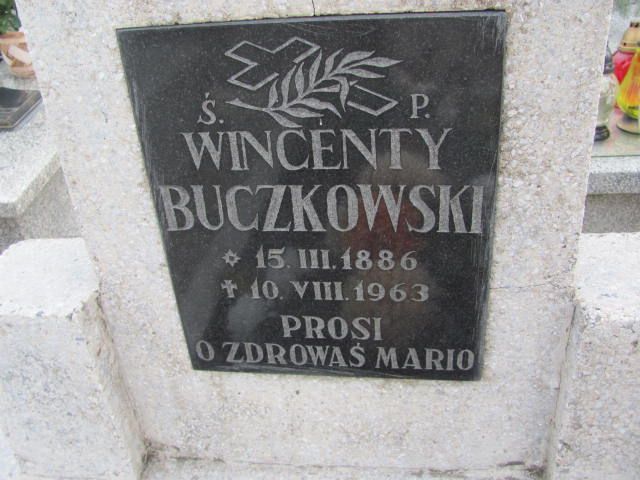 Ś. P.
WINCENTY
BUCZKOWSKI
✡ 15. III. 1886
✝ 10. VIII. 1963
PROSI
O ZDROWAŚ MARIO